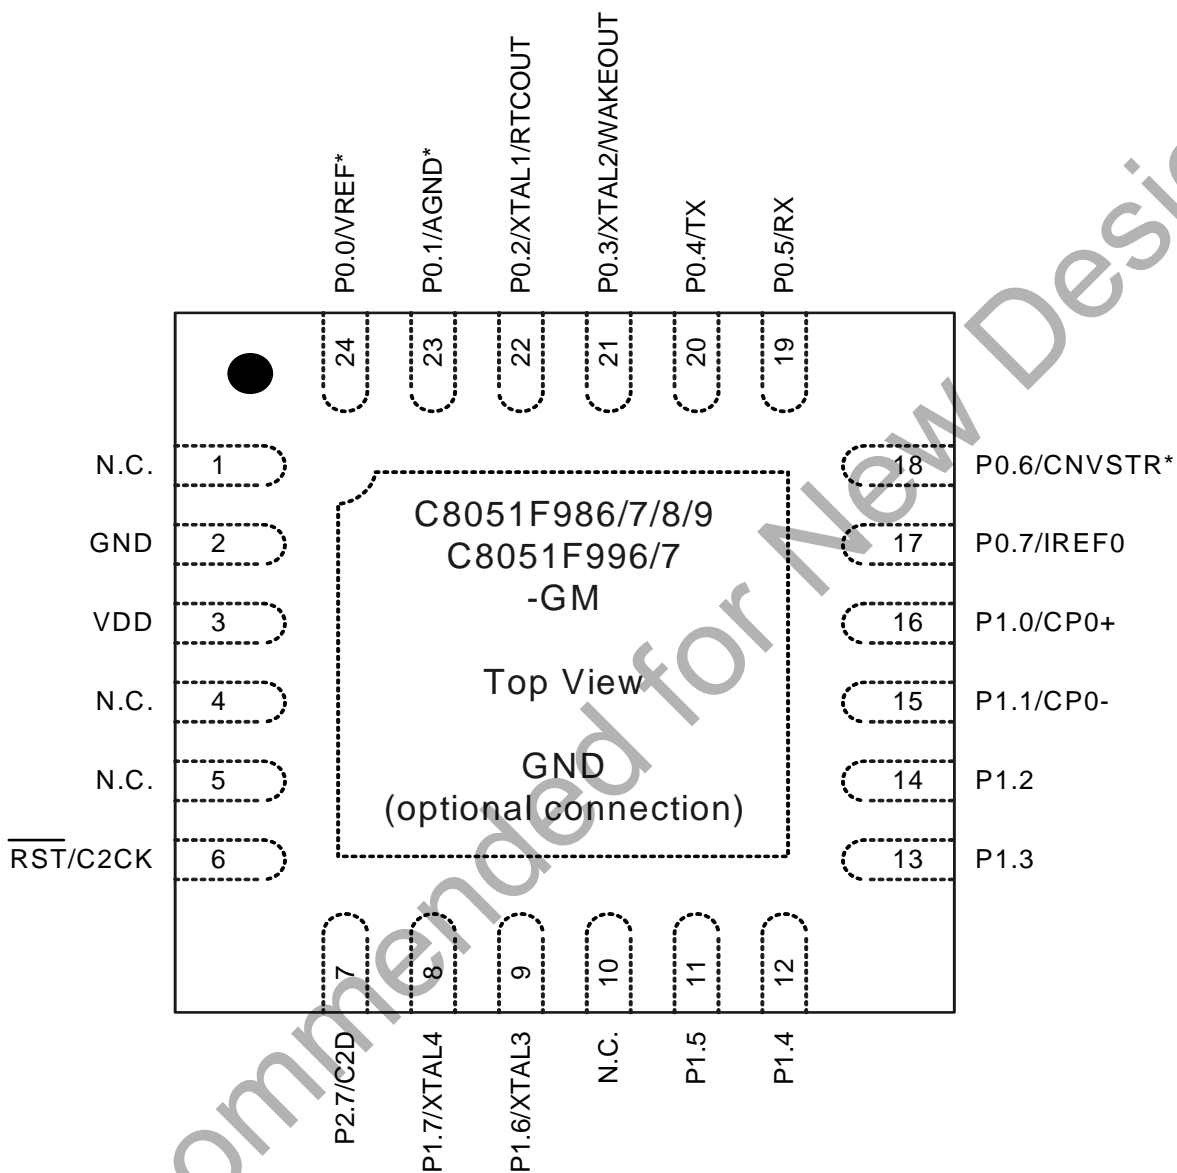 P0.0/VREF*
P0.1/AGND*
P0.2/XTAL1/RTCOUT
P0.3/XTAL2/WAKEOUT
P0.4/TX
P0.5/RX
24
23
22
21
20
19
N.C. 1
GND 2
VDD 3
N.C. 4
N.C. 5
RST/C2CK 6
C8051F986/7/8/9
C8051F996/7
-GM
Top View
GND
(optional connection)
18 P0.6/CNVSTR*
17 P0.7/IREF0
16 P1.0/CP0+
15 P1.1/CP0-
14 P1.2
13 P1.3
7
8
9
10
11
12
P2.7/C2D
P1.7/XTAL4
P1.6/XTAL3
N.C.
P1.5
P1.4
ommended for New Desi